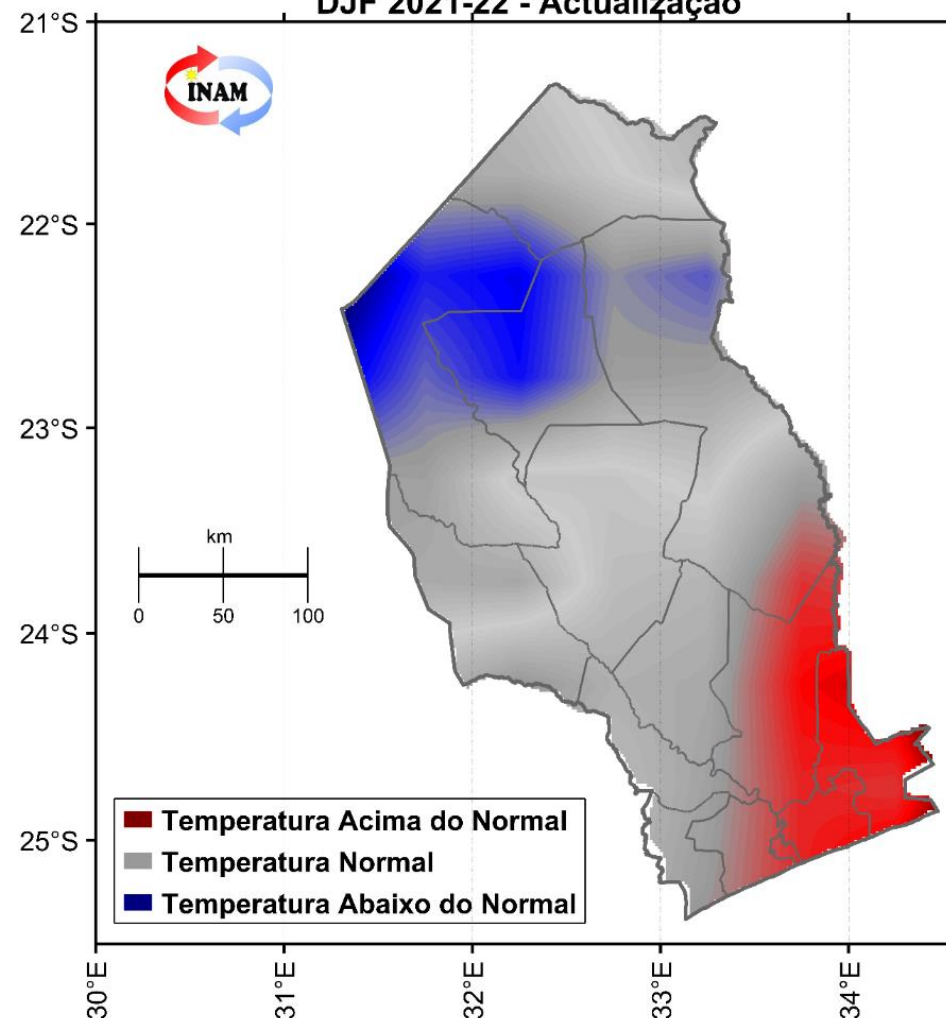 DJF 2021-22 - Actualização
21°S
INAM
22°S
23°S
km
0 50 100
24°S
Temperatura Acima do Normal
Temperatura Normal
Temperatura Abaixo do Normal
25°S
30°E 31°E 32°E 33°E 34°E